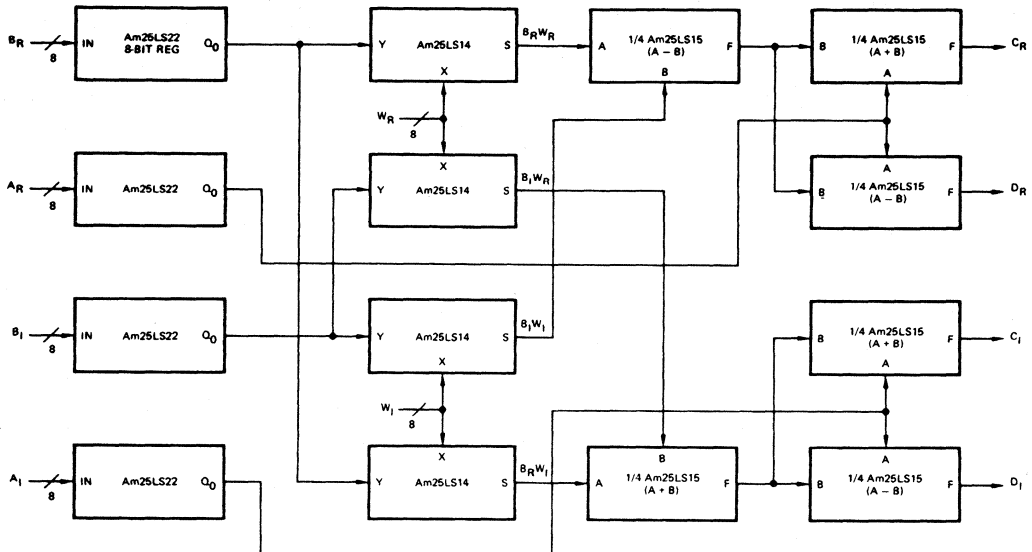 B_R 8 IN Am25LS22 8-BIT REG Q_0
Y Am25LS14 X S B_RW_R
A 1/4 Am25LS15 (A − B) B F
B 1/4 Am25LS15 (A + B) A F C_R
W_R 8
A_R 8 IN Am25LS22 Q_0
X Y Am25LS14 S B_IW_R
A B 1/4 Am25LS15 (A − B) F D_R
B_I 8 IN Am25LS22 Q_0
Y Am25LS14 X S B_IW_I
B 1/4 Am25LS15 (A + B) A F C_I
W_I 8
A_I 8 IN Am25LS22 Q_0
X Y Am25LS14 S B_RW_I
B A 1/4 Am25LS15 (A + B) F
A B 1/4 Am25LS15 (A − B) F D_I